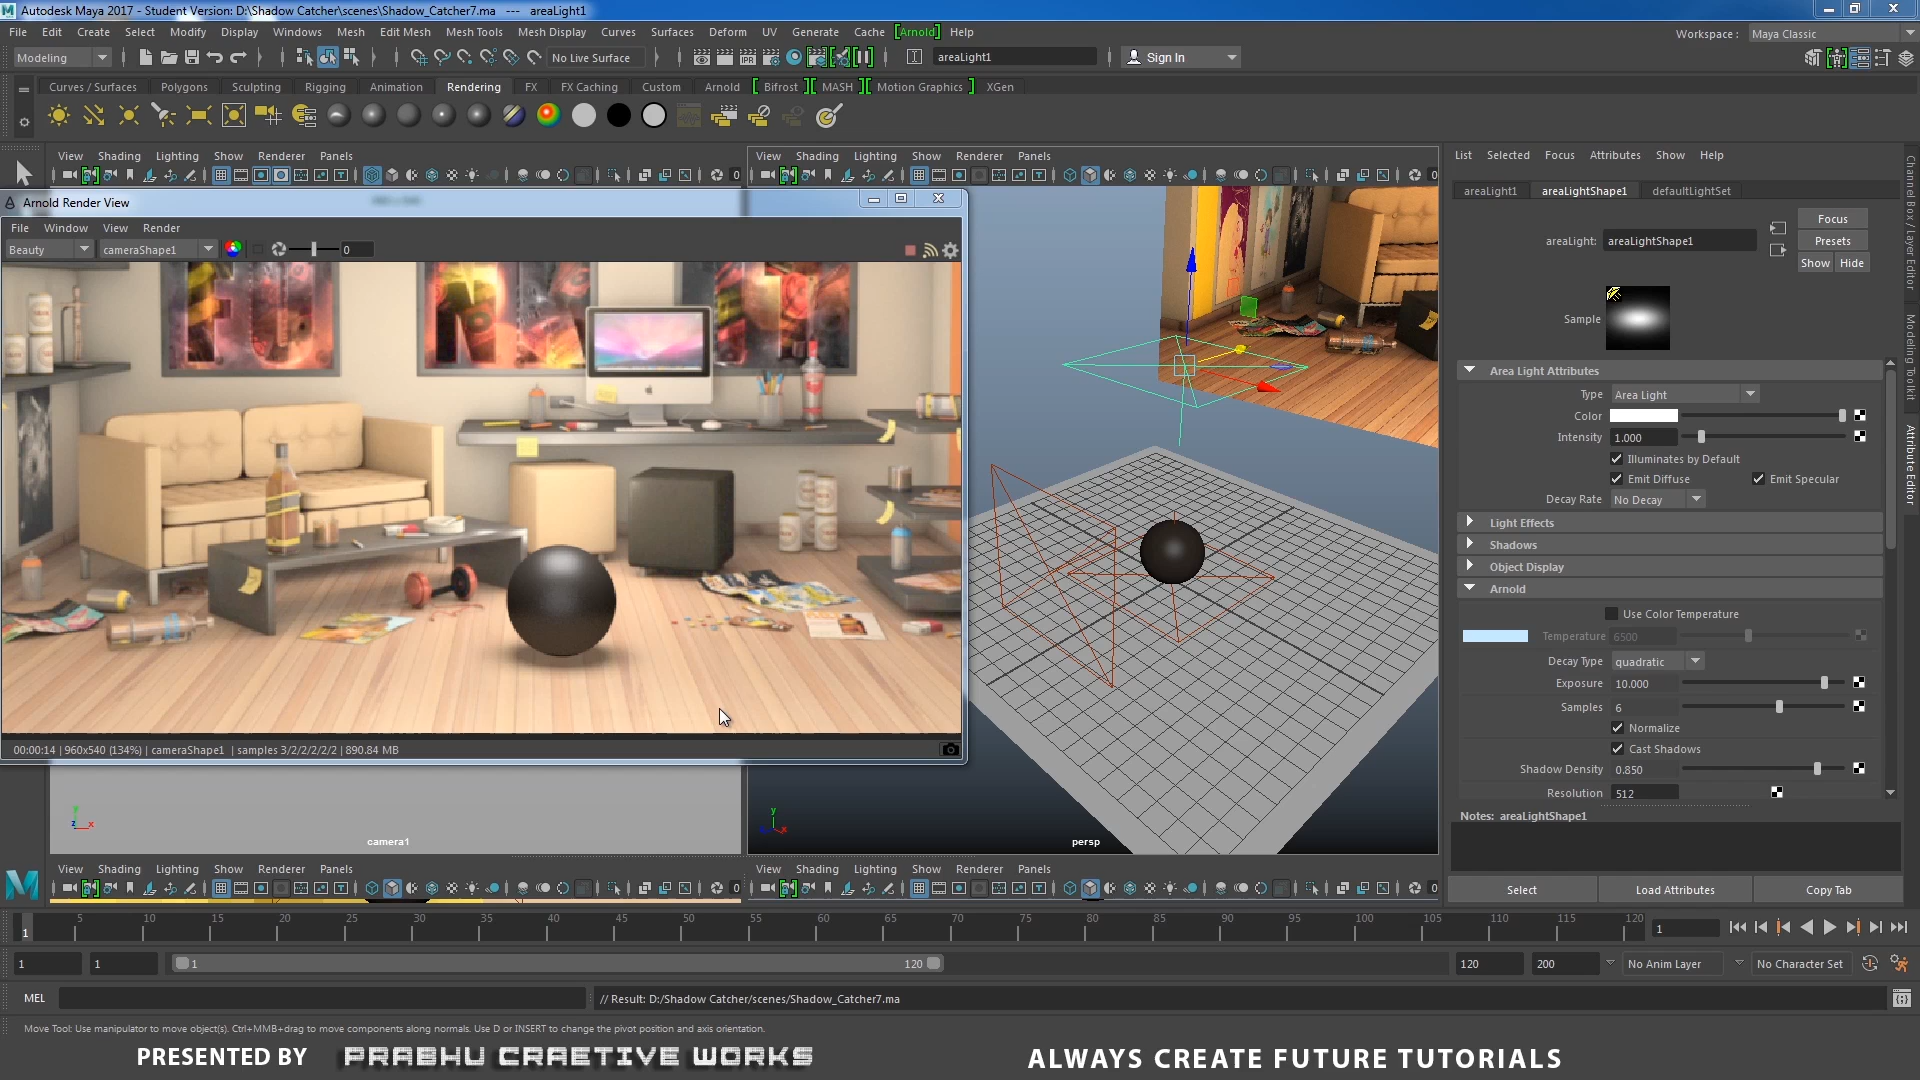 Autodesk Maya 2017 - Student Version: D:\Shadow Catcher\scenes\Shadow_Catcher7.ma --- areaLight1
File Edit Create Select Modify Display Windows Mesh Edit Mesh Mesh Tools Mesh Display Curves Surfaces Deform UV Generate Cache [Arnold] Help
Workspace : Maya Classic
Modeling No Live Surface IPR areaLight1 Sign In
Curves / Surfaces Polygons Sculpting Rigging Animation Rendering FX FX Caching Custom Arnold [ Bifrost ] [ MASH ] [ Motion Graphics ] XGen
View Shading Lighting Show Renderer Panels
View Shading Lighting Show Renderer Panels
List Selected Focus Attributes Show Help
areaLight1 areaLightShape1 defaultLightSet
Arnold Render View
File Window View Render
Beauty cameraShape1 0
areaLight: areaLightShape1
Focus
Presets
Show Hide
Sample
Area Light Attributes
Type Area Light
Color
Intensity 1.000
Illuminates by Default
Emit Diffuse Emit Specular
Decay Rate No Decay
Light Effects
Shadows
Object Display
Arnold
Use Color Temperature
Temperature 6500
Decay Type quadratic
Exposure 10.000
Samples 6
Normalize
Cast Shadows
Shadow Density 0.850
Resolution 512
Notes: areaLightShape1
Select Load Attributes Copy Tab
Channel Box / Layer Editor
Modeling Toolkit
Attribute Editor
00:00:14 | 960x540 (134%) | cameraShape1 | samples 3/2/2/2/2/2 | 890.84 MB
y
z x
camera1
y
x
persp
View Shading Lighting Show Renderer Panels
View Shading Lighting Show Renderer Panels
5 10 15 20 25 30 35 40 45 50 55 60 65 70 75 80 85 90 95 100 105 110 115 120
1 1
1 1 1 120 120 200 No Anim Layer No Character Set
MEL // Result: D:/Shadow Catcher/scenes/Shadow_Catcher7.ma
Move Tool: Use manipulator to move object(s). Ctrl+MMB+drag to move components along normals. Use D or INSERT to change the pivot position and axis orientation.
PRESENTED BY PRABHU CRAETIVE WORKS
ALWAYS CREATE FUTURE TUTORIALS